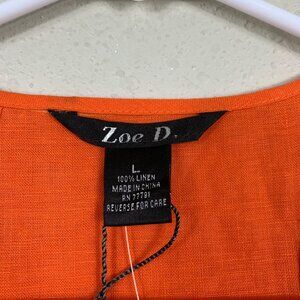 Zoe D.
L
100% LINEN
MADE IN CHINA
RN 77791
REVERSE FOR CARE